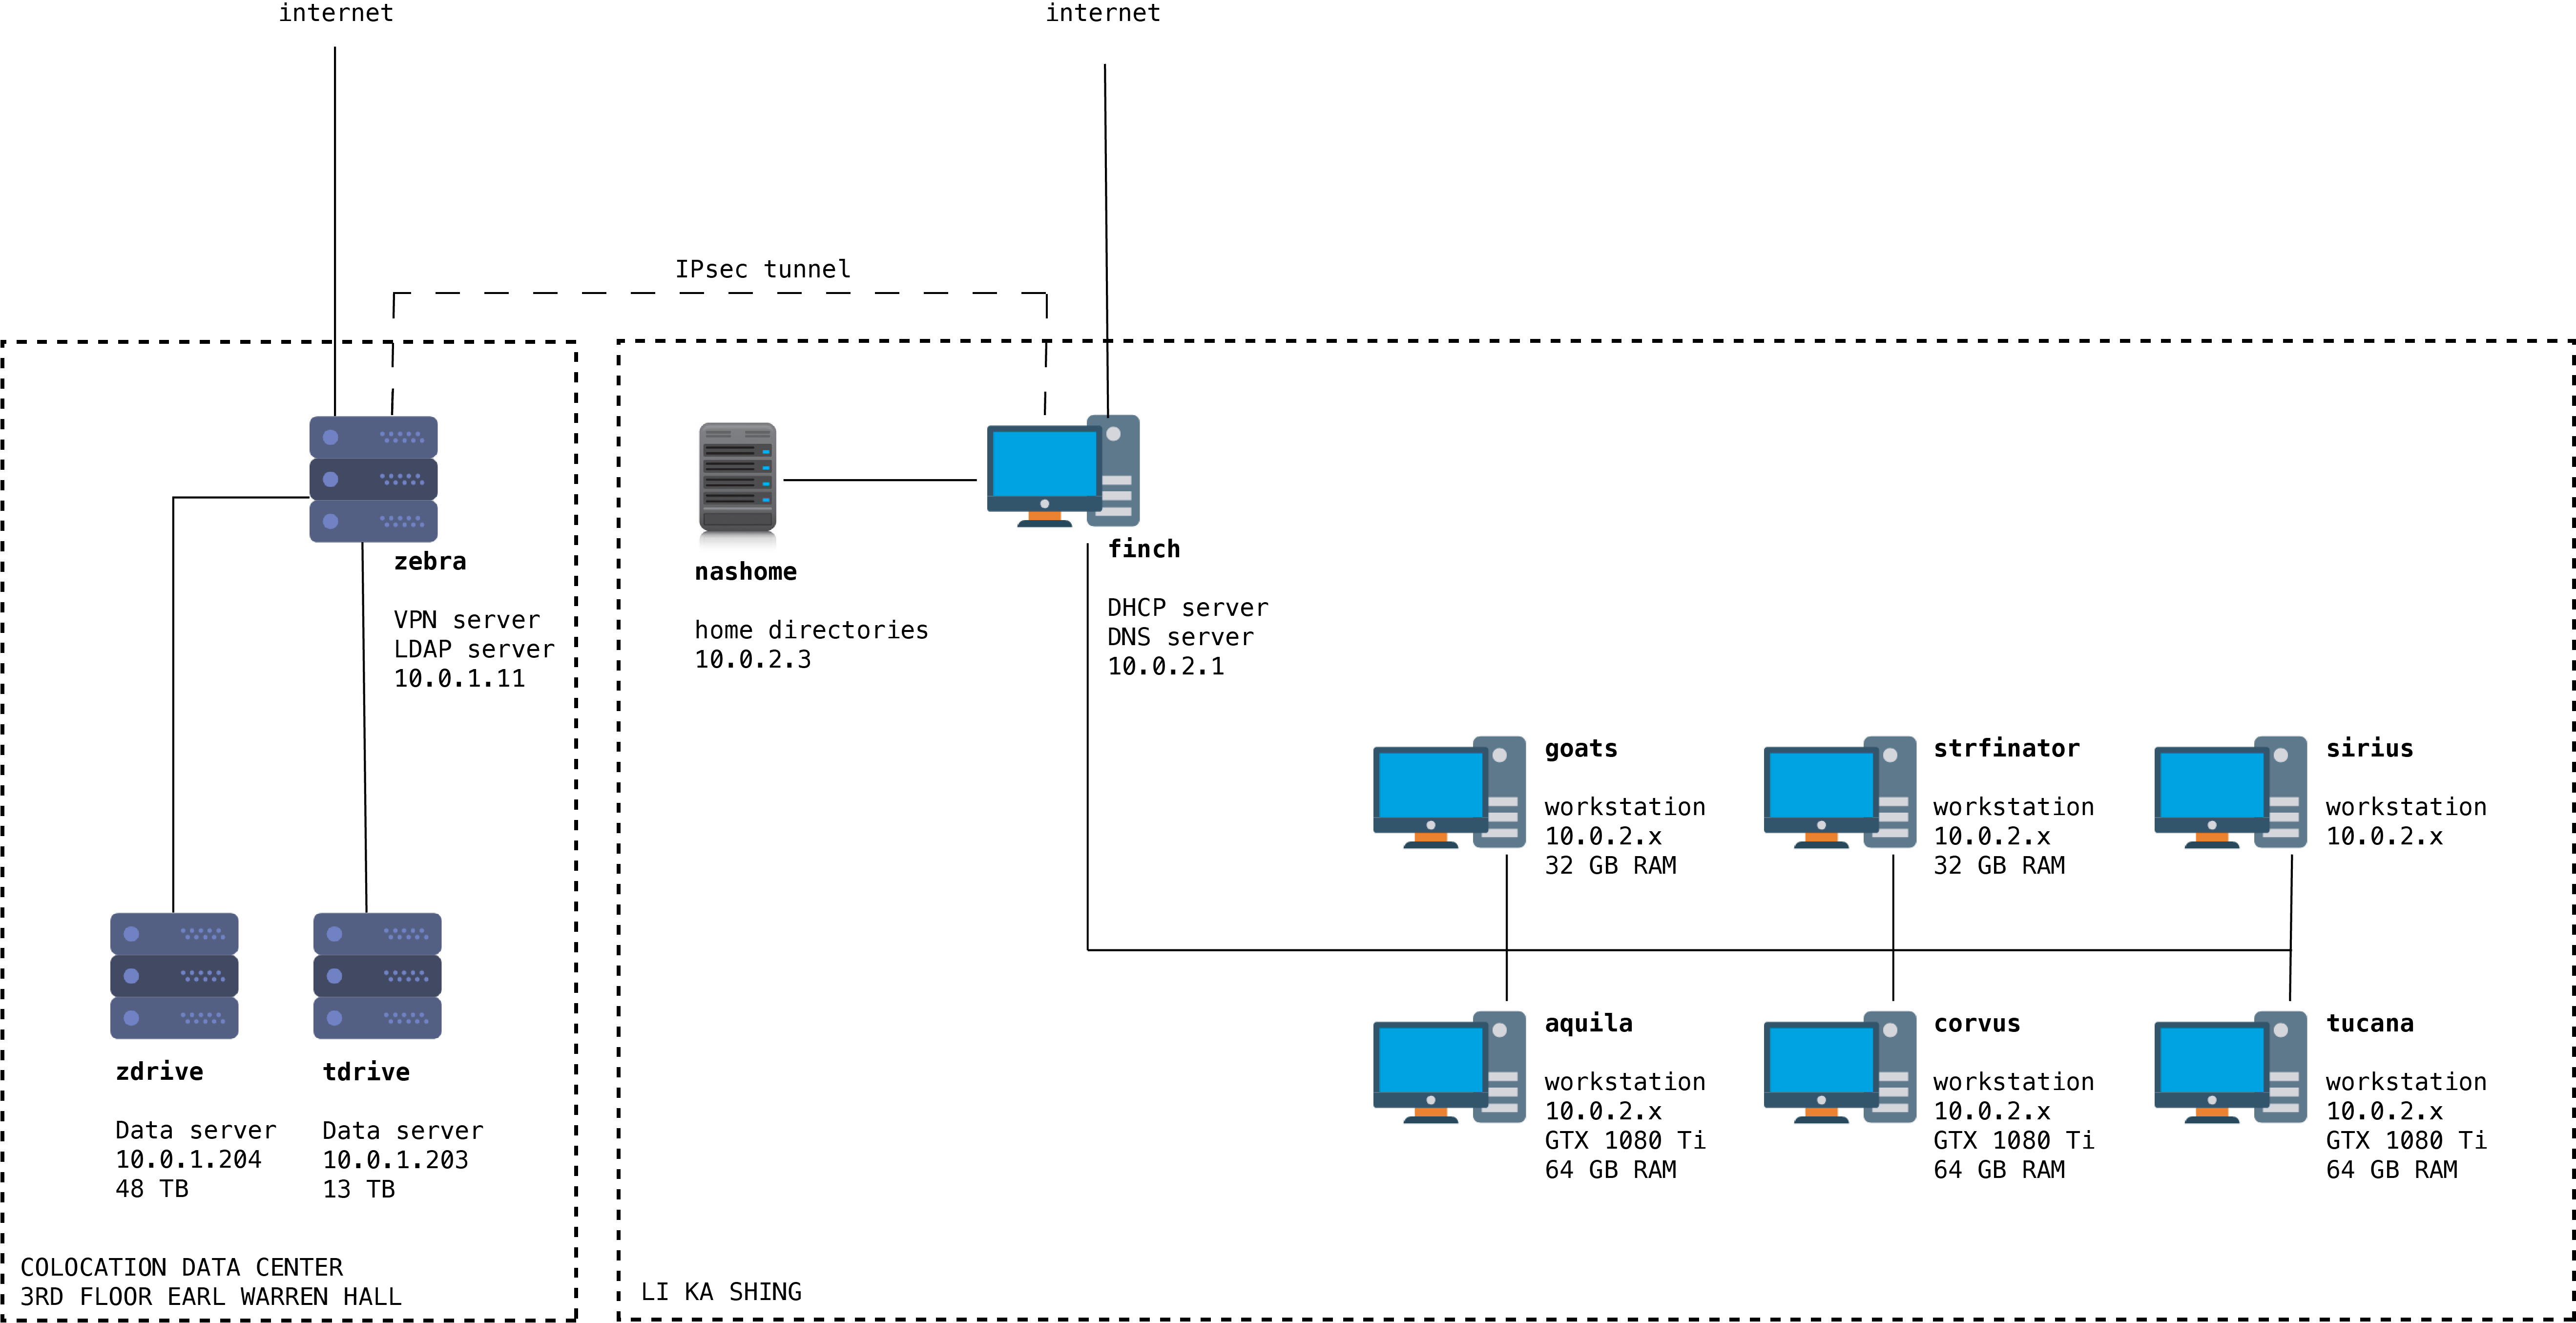 internet
internet
IPsec tunnel
zebra
VPN server
LDAP server
10.0.1.11
nashome
home directories
10.0.2.3
finch
DHCP server
DNS server
10.0.2.1
goats
workstation
10.0.2.x
32 GB RAM
strfinator
workstation
10.0.2.x
32 GB RAM
sirius
workstation
10.0.2.x
zdrive
Data server
10.0.1.204
48 TB
tdrive
Data server
10.0.1.203
13 TB
aquila
workstation
10.0.2.x
GTX 1080 Ti
64 GB RAM
corvus
workstation
10.0.2.x
GTX 1080 Ti
64 GB RAM
tucana
workstation
10.0.2.x
GTX 1080 Ti
64 GB RAM
COLOCATION DATA CENTER
3RD FLOOR EARL WARREN HALL
LI KA SHING